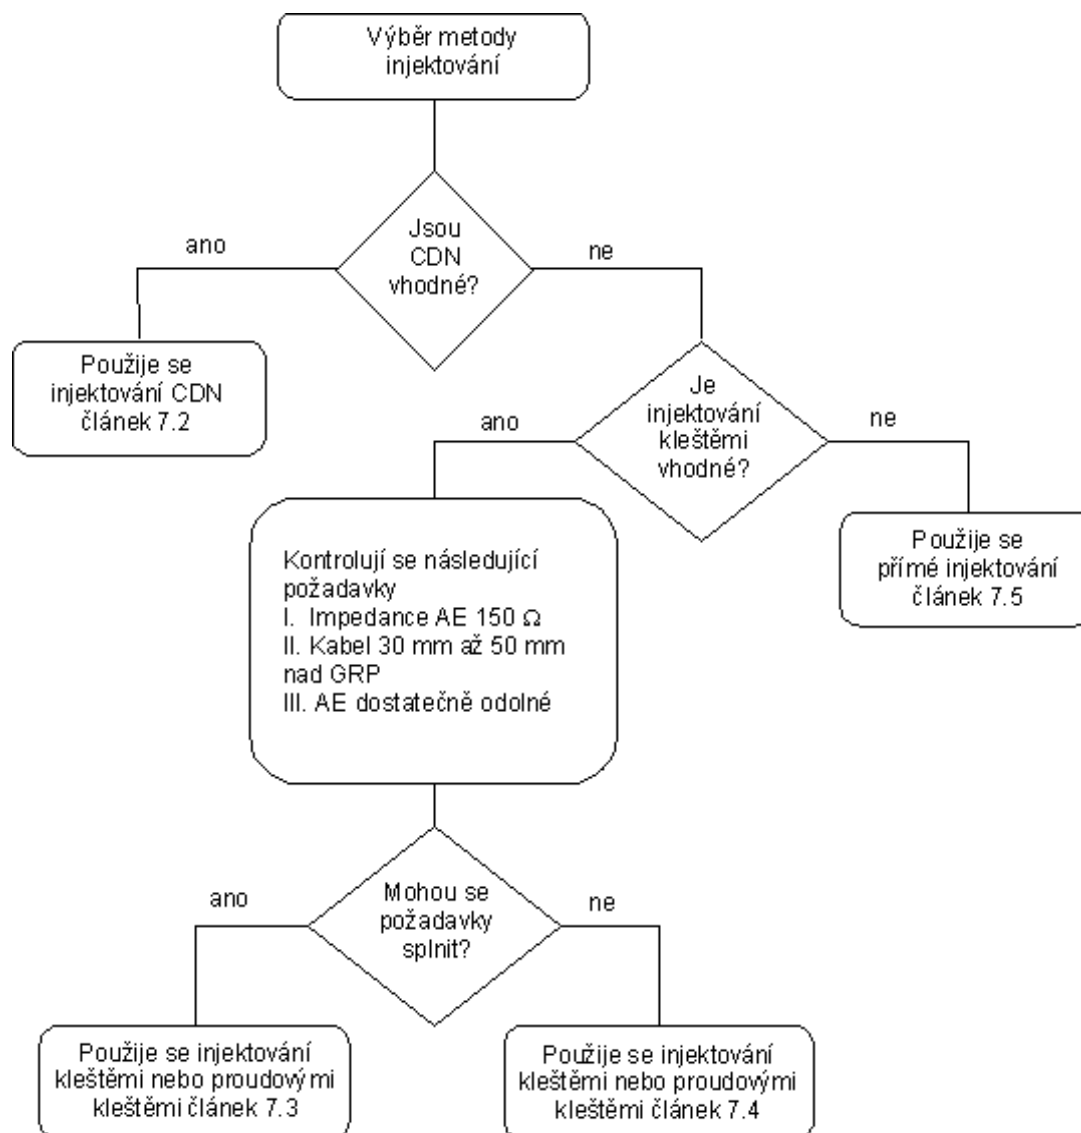 Výběr metody
injektování
Jsou
CDN
vhodné?
ano
ne
Použije se
injektování CDN
článek 7.2
Je
injektování
kleštěmi
vhodné?
ano
ne
Kontrolují se následující
požadavky
I. Impedance AE 150 Ω
II. Kabel 30 mm až 50 mm
nad GRP
III. AE dostatečně odolné
Použije se
přímé injektování
článek 7.5
Mohou se
požadavky
splnit?
ano
ne
Použije se injektování
kleštěmi nebo proudovými
kleštěmi článek 7.3
Použije se injektování
kleštěmi nebo proudovými
kleštěmi článek 7.4